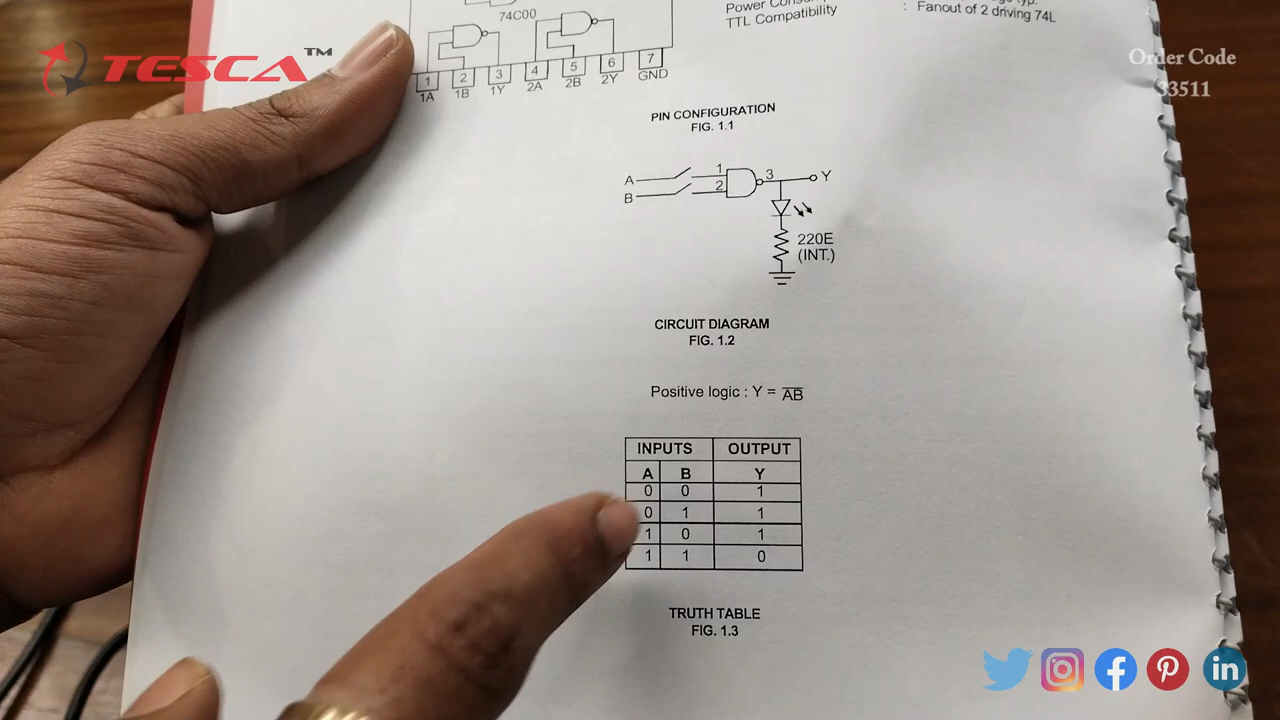 TESCA™
Order Code
33511
74C00
1 2 3 4 5 6 7
1A 1B 1Y 2A 2B 2Y GND
Power
TTL Compatibility : Fanout of 2 driving 74L
typ.
PIN CONFIGURATION
FIG. 1.1
A 1 3 Y
B 2
220E
(INT.)
CIRCUIT DIAGRAM
FIG. 1.2
Positive logic : Y = A̅B̅
INPUTS OUTPUT
A B Y
0 0 1
0 1 1
1 0 1
1 1 0
TRUTH TABLE
FIG. 1.3
in